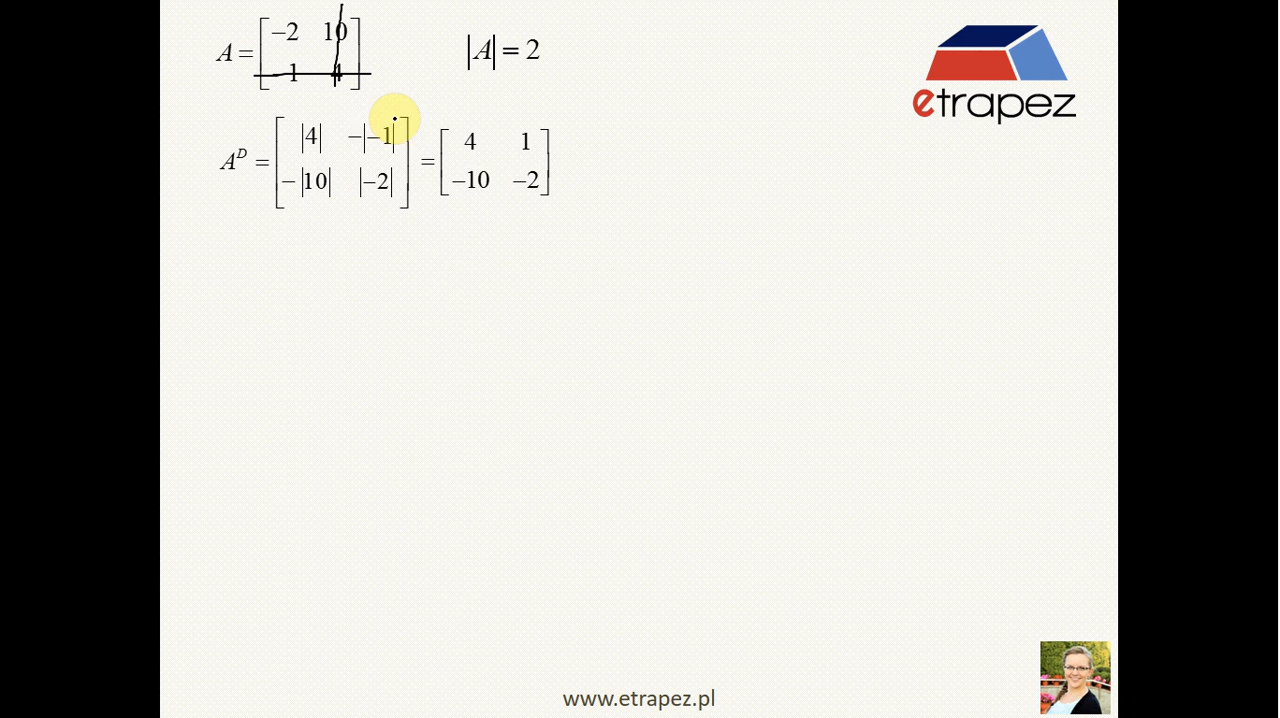 A = [ −2 10 ] |A| = 2
[ −1 4 ]
A^D = [ |4| −|−1| ] = [ 4 1 ]
[ −|10| |−2| ] [ −10 −2 ]
etrapez
www.etrapez.pl